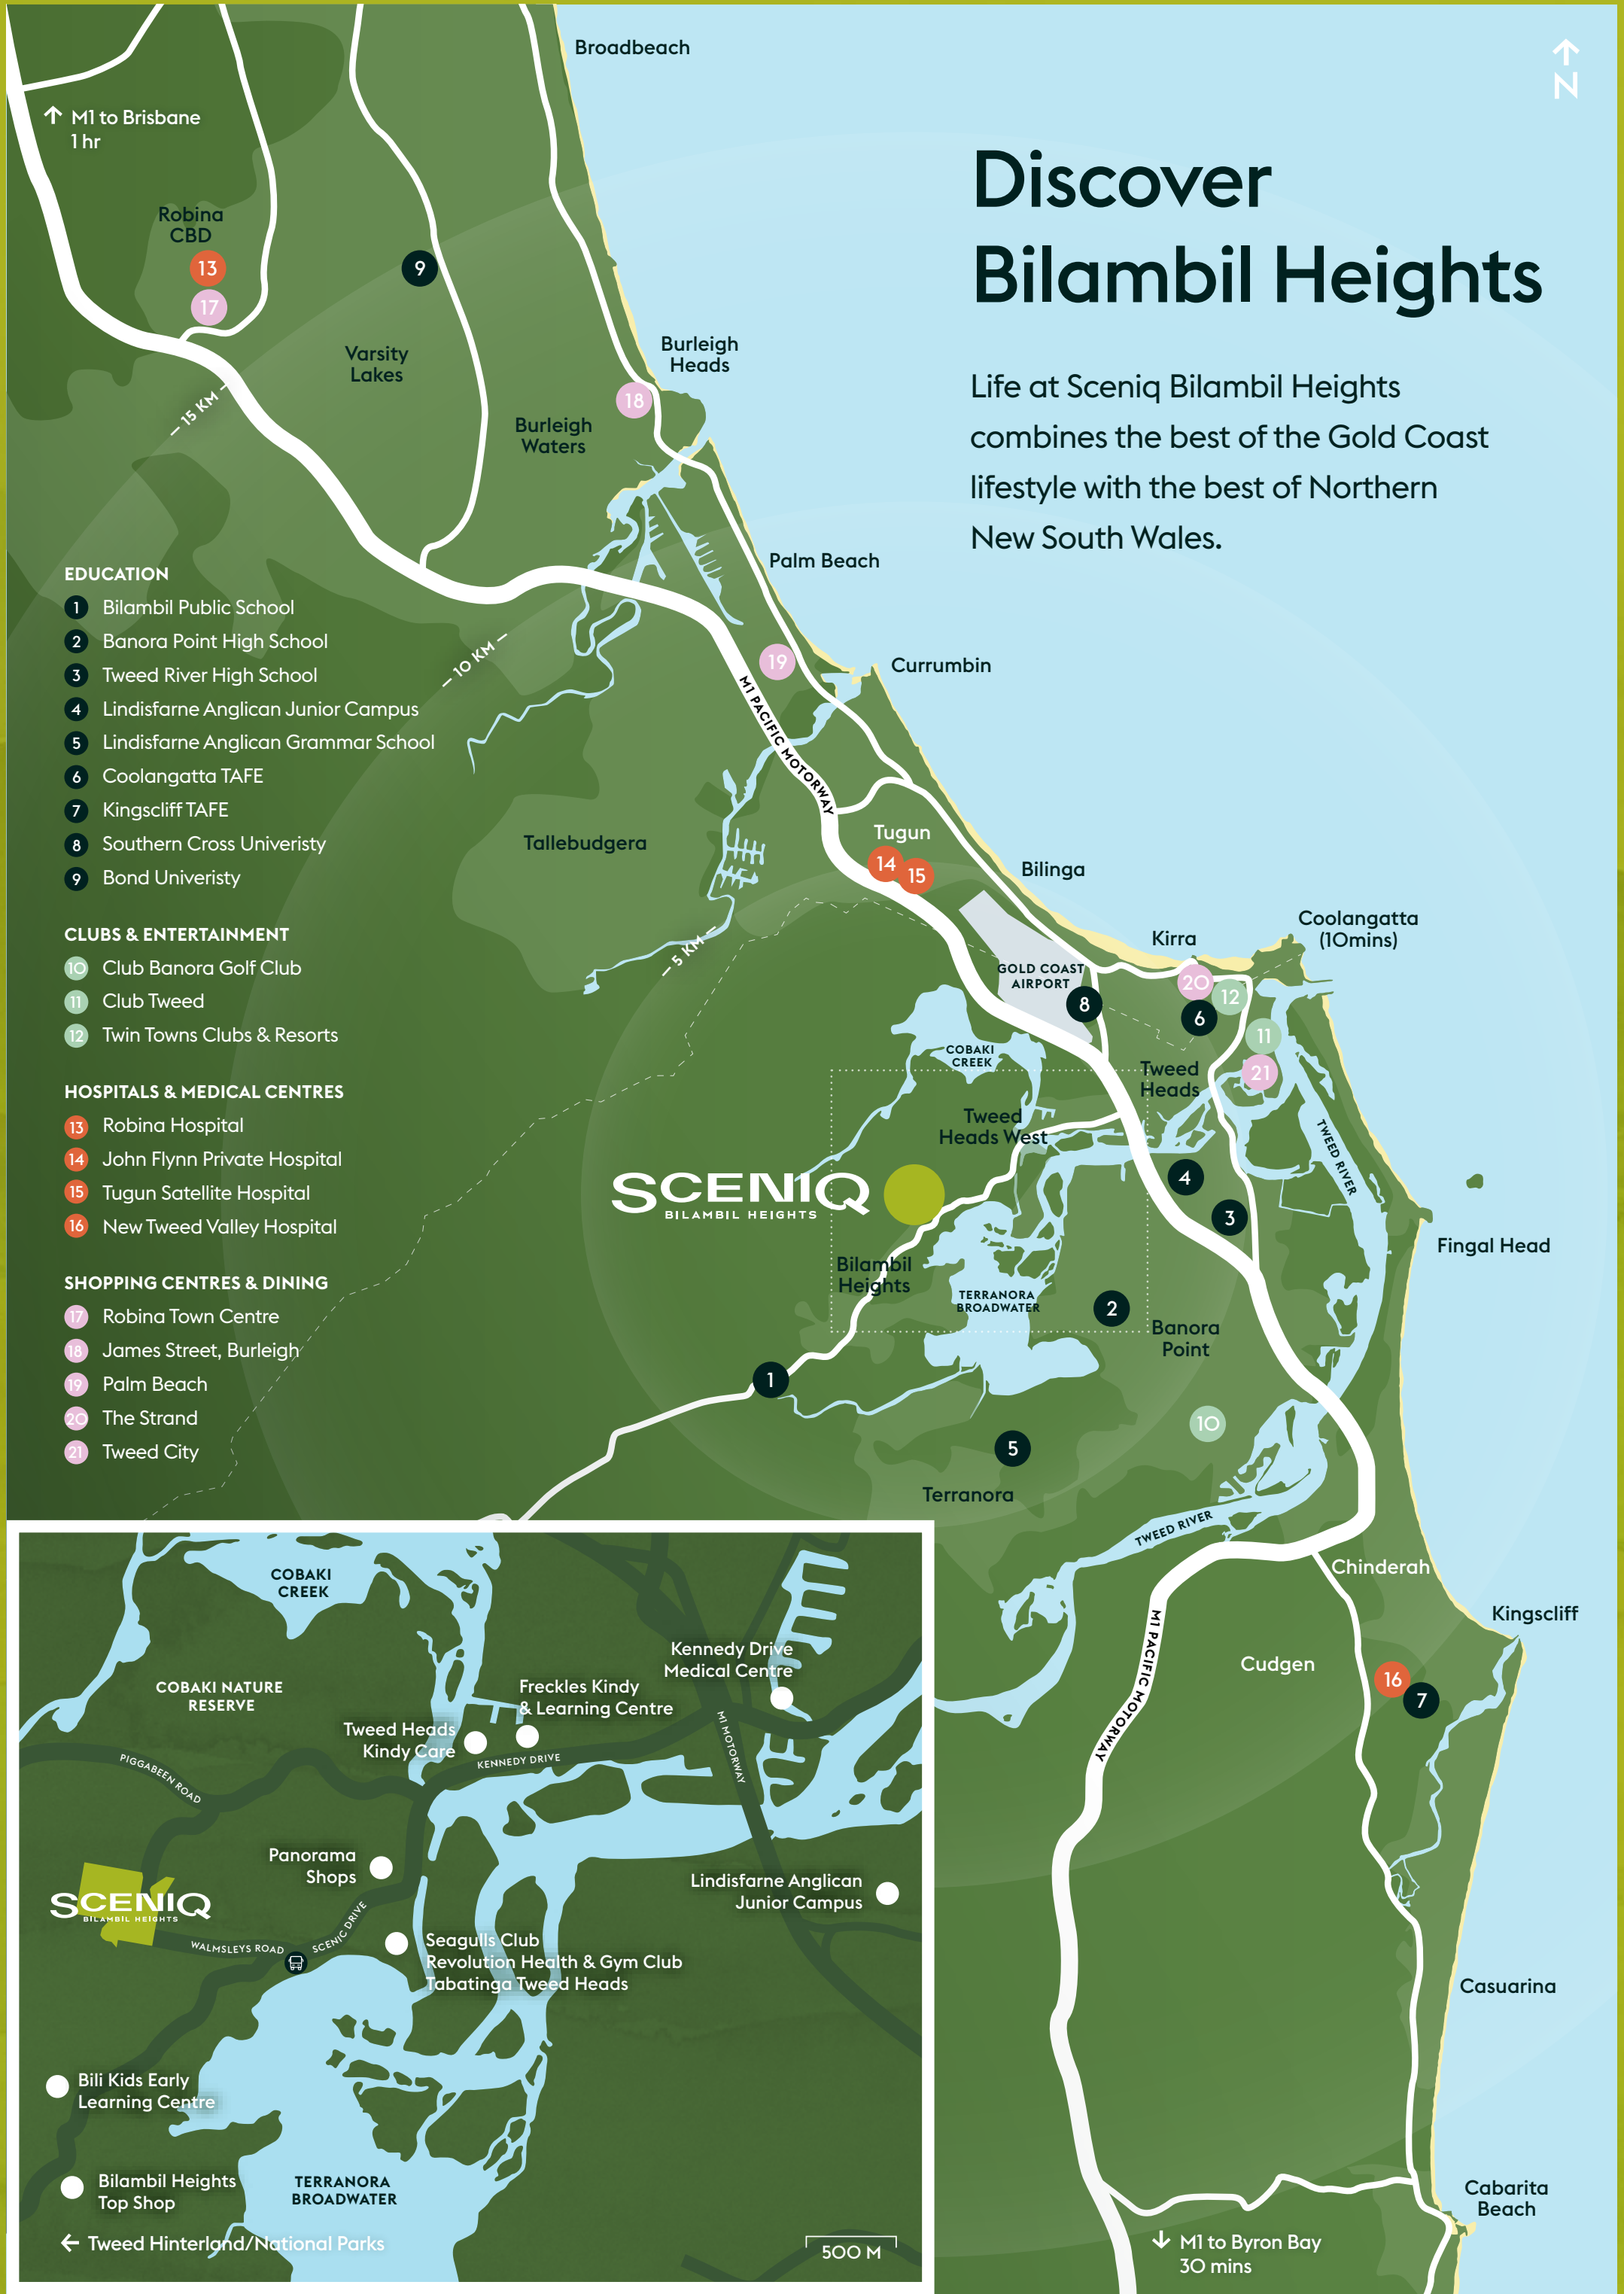 Discover
Bilambil Heights
Life at Sceniq Bilambil Heights
combines the best of the Gold Coast
lifestyle with the best of Northern
New South Wales.
N
M1 to Brisbane
1 hr
Broadbeach
Robina
CBD
13
17
9
Varsity
Lakes
Burleigh
Heads
18
Burleigh
Waters
15 KM
Palm Beach
10 KM
19
Currumbin
M1 PACIFIC MOTORWAY
Tallebudgera
Tugun
14
15
Bilinga
5 KM
Kirra
Coolangatta
(10mins)
GOLD COAST
AIRPORT
8
20
12
6
11
21
COBAKI
CREEK
Tweed
Heads
Tweed
Heads West
TWEED RIVER
SCENIQ
BILAMBIL HEIGHTS
4
3
Fingal Head
Bilambil
Heights
TERRANORA
BROADWATER
2
Banora
Point
1
10
5
Terranora
TWEED RIVER
Chinderah
Kingscliff
M1 PACIFIC MOTORWAY
Cudgen
16
7
Casuarina
Cabarita
Beach
M1 to Byron Bay
30 mins
EDUCATION
1 Bilambil Public School
2 Banora Point High School
3 Tweed River High School
4 Lindisfarne Anglican Junior Campus
5 Lindisfarne Anglican Grammar School
6 Coolangatta TAFE
7 Kingscliff TAFE
8 Southern Cross Univeristy
9 Bond Univeristy
CLUBS & ENTERTAINMENT
10 Club Banora Golf Club
11 Club Tweed
12 Twin Towns Clubs & Resorts
HOSPITALS & MEDICAL CENTRES
13 Robina Hospital
14 John Flynn Private Hospital
15 Tugun Satellite Hospital
16 New Tweed Valley Hospital
SHOPPING CENTRES & DINING
17 Robina Town Centre
18 James Street, Burleigh
19 Palm Beach
20 The Strand
21 Tweed City
COBAKI
CREEK
COBAKI NATURE
RESERVE
Kennedy Drive
Medical Centre
Freckles Kindy
& Learning Centre
Tweed Heads
Kindy Care
KENNEDY DRIVE
M1 MOTORWAY
PIGGABEEN ROAD
Panorama
Shops
Lindisfarne Anglican
Junior Campus
SCENIQ
BILAMBIL HEIGHTS
WALMSLEYS ROAD
SCENIC DRIVE
Seagulls Club
Revolution Health & Gym Club
Tabatinga Tweed Heads
Bili Kids Early
Learning Centre
Bilambil Heights
Top Shop
TERRANORA
BROADWATER
Tweed Hinterland/National Parks
500 M